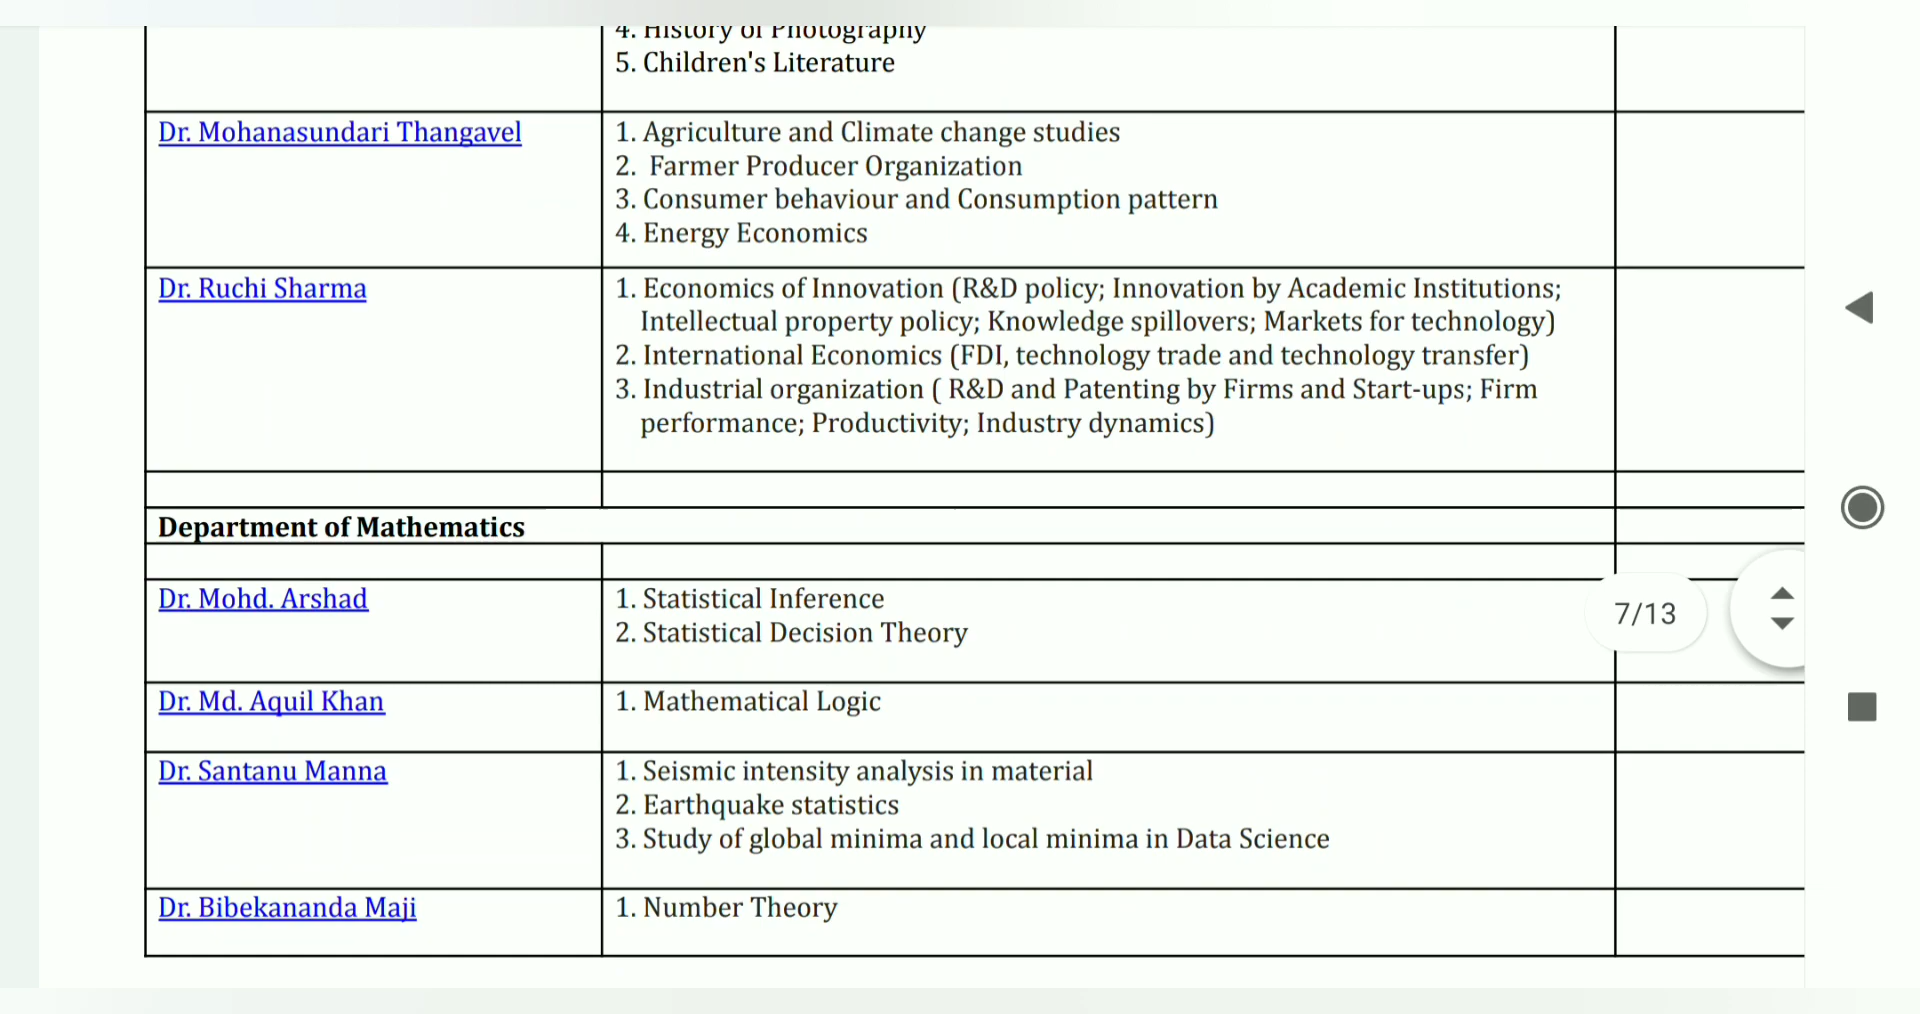 4. History of Photography
5. Children's Literature
Dr. Mohanasundari Thangavel
1. Agriculture and Climate change studies
2. Farmer Producer Organization
3. Consumer behaviour and Consumption pattern
4. Energy Economics
Dr. Ruchi Sharma
1. Economics of Innovation (R&D policy; Innovation by Academic Institutions;
Intellectual property policy; Knowledge spillovers; Markets for technology)
2. International Economics (FDI, technology trade and technology transfer)
3. Industrial organization ( R&D and Patenting by Firms and Start-ups; Firm
performance; Productivity; Industry dynamics)
Department of Mathematics
Dr. Mohd. Arshad
1. Statistical Inference
2. Statistical Decision Theory
7/13
Dr. Md. Aquil Khan
1. Mathematical Logic
Dr. Santanu Manna
1. Seismic intensity analysis in material
2. Earthquake statistics
3. Study of global minima and local minima in Data Science
Dr. Bibekananda Maji
1. Number Theory